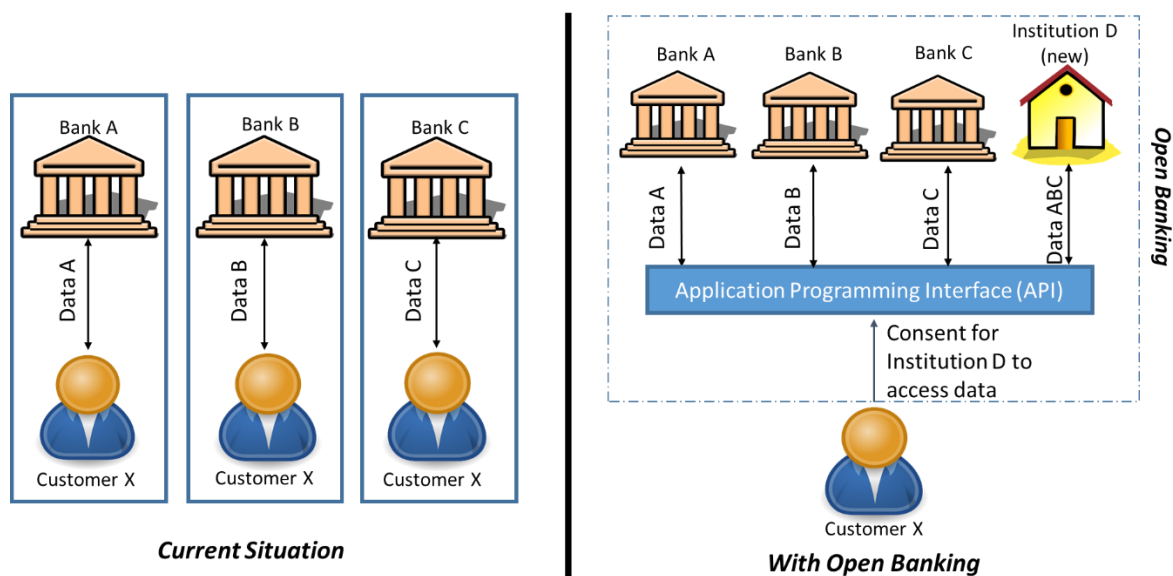 Bank A
Bank B
Bank C
Data A
Data B
Data C
Customer X
Customer X
Customer X
Current Situation
Bank A
Bank B
Bank C
Institution D
(new)
Data A
Data B
Data C
Data ABC
Application Programming Interface (API)
Consent for
Institution D to
access data
Customer X
With Open Banking
Open Banking